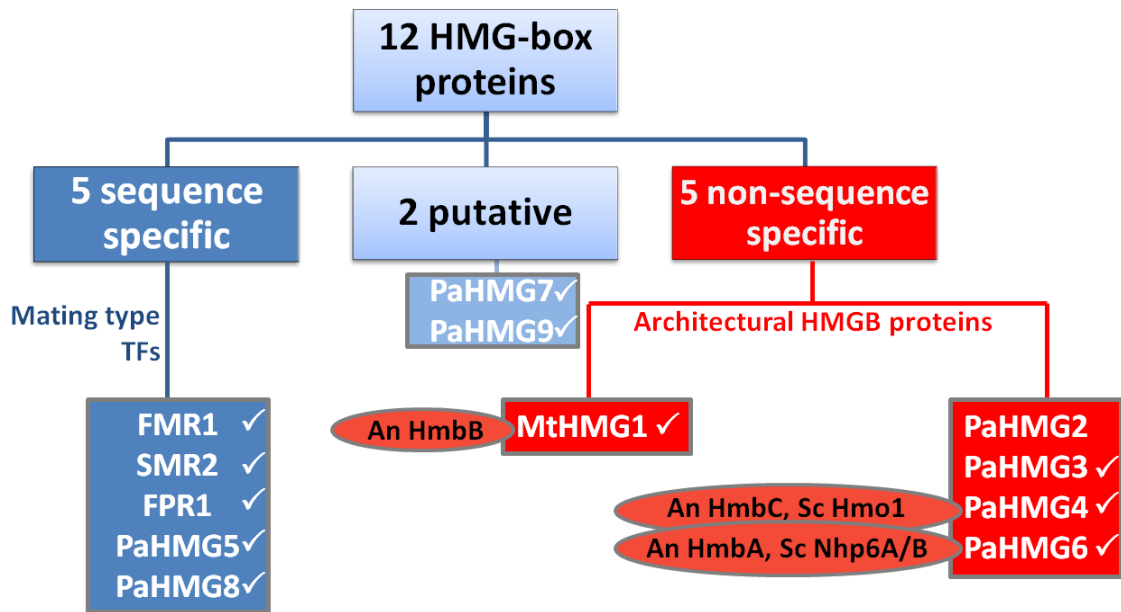 12 HMG-box
proteins
5 sequence
specific
2 putative
5 non-sequence
specific
PaHMG7✓
PaHMG9✓
Mating type
TFs
Architectural HMGB proteins
FMR1 ✓
SMR2 ✓
FPR1 ✓
PaHMG5✓
PaHMG8✓
An HmbB
MtHMG1 ✓
PaHMG2
PaHMG3✓
An HmbC, Sc Hmo1
PaHMG4✓
An HmbA, Sc Nhp6A/B
PaHMG6✓